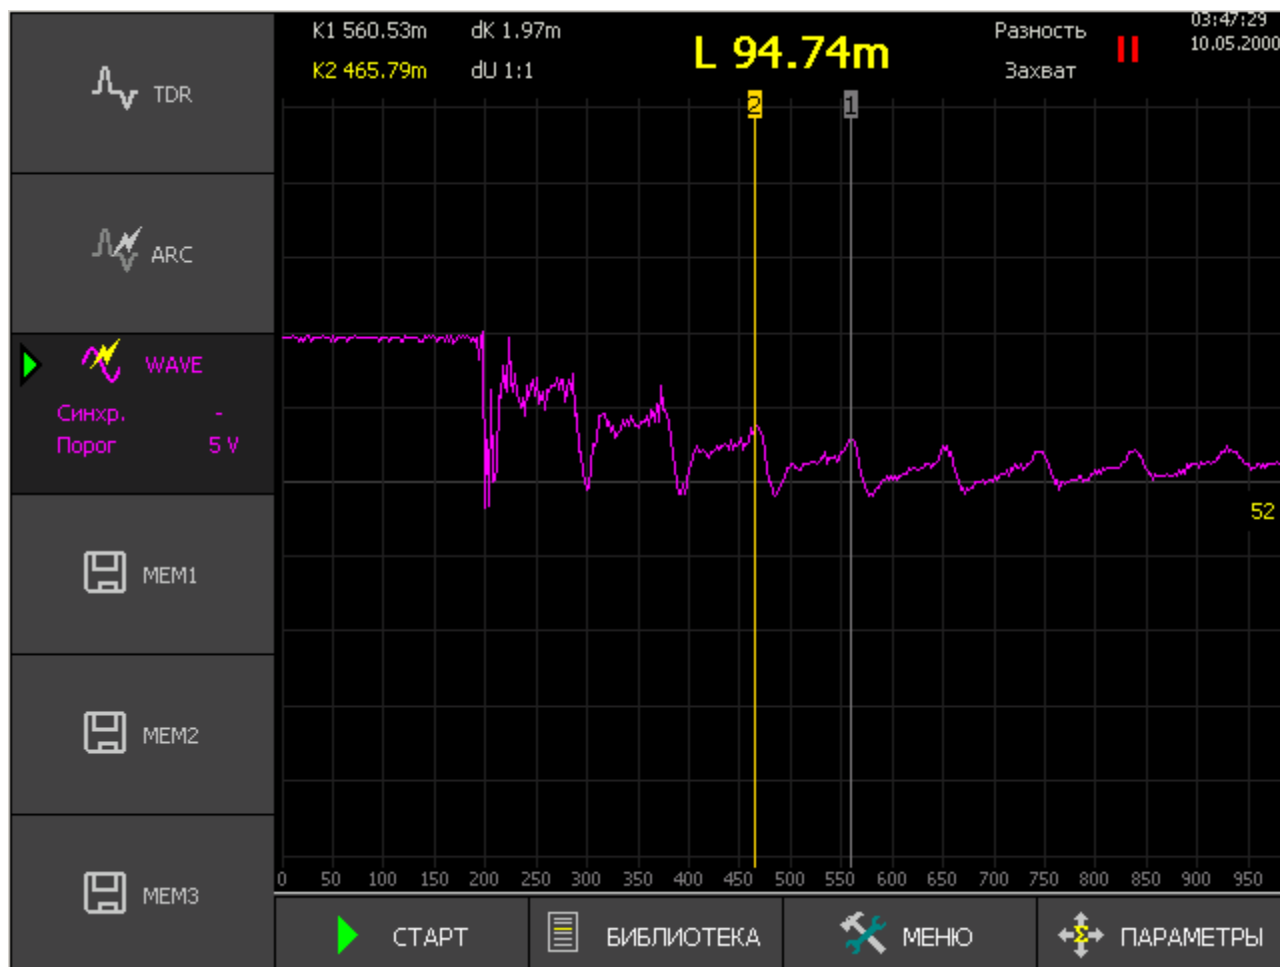 K1 560.53m dK 1.97m
K2 465.79m dU 1:1
L 94.74m
Разность
Захват
03:47:29
10.05.2000
TDR
ARC
WAVE
Синхр. -
Порог 5 V
MEM1
MEM2
MEM3
2 1
52
0 50 100 150 200 250 300 350 400 450 500 550 600 650 700 750 800 850 900 950
СТАРТ БИБЛИОТЕКА МЕНЮ ПАРАМЕТРЫ